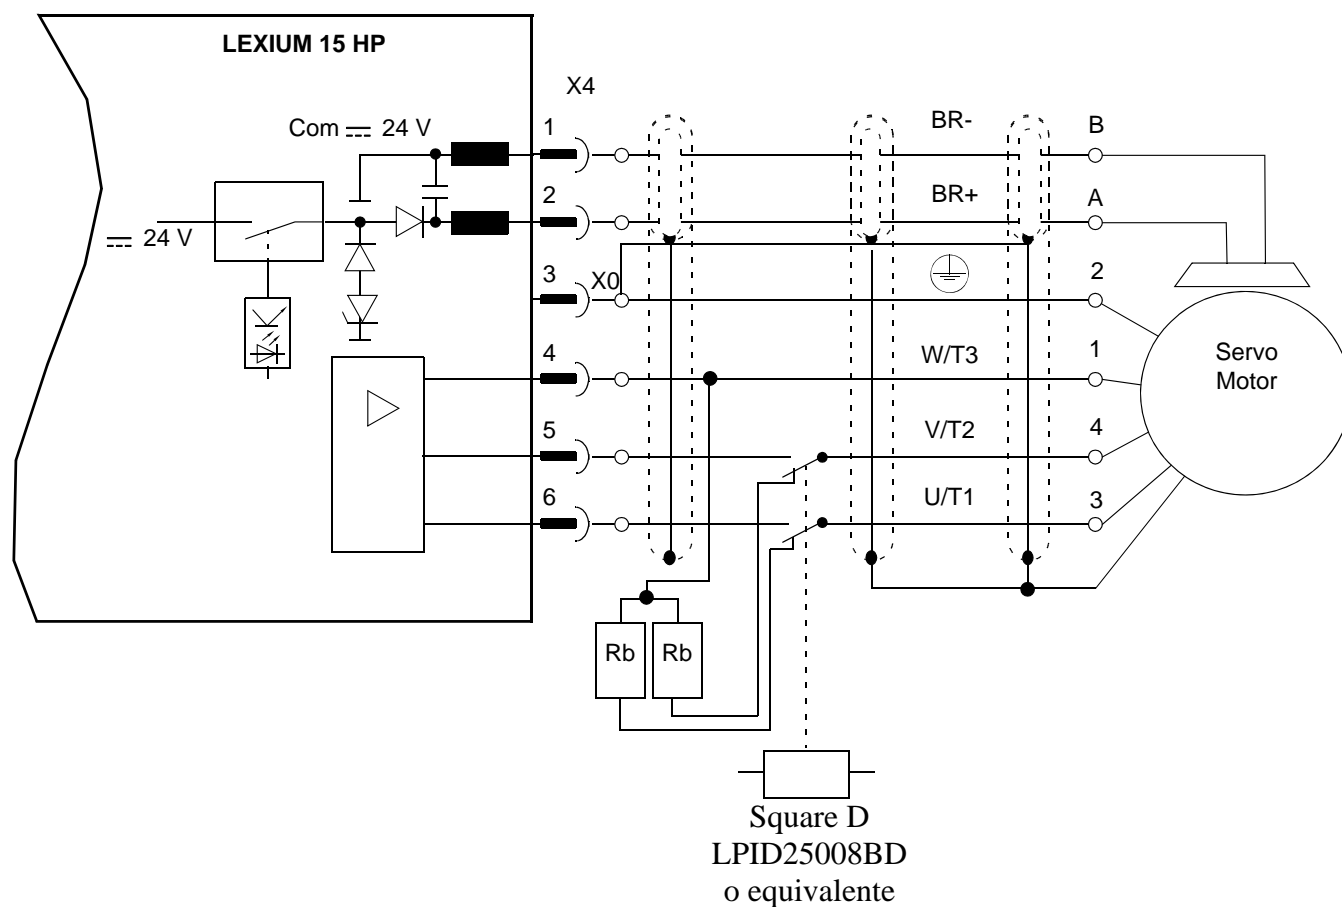 LEXIUM 15 HP
X4
Com 24 V
1
BR-
B
2
BR+
A
24 V
3
X0
2
4
W/T3
1
Servo
Motor
5
V/T2
4
6
U/T1
3
Rb
Rb
Square D
LPID25008BD
o equivalente